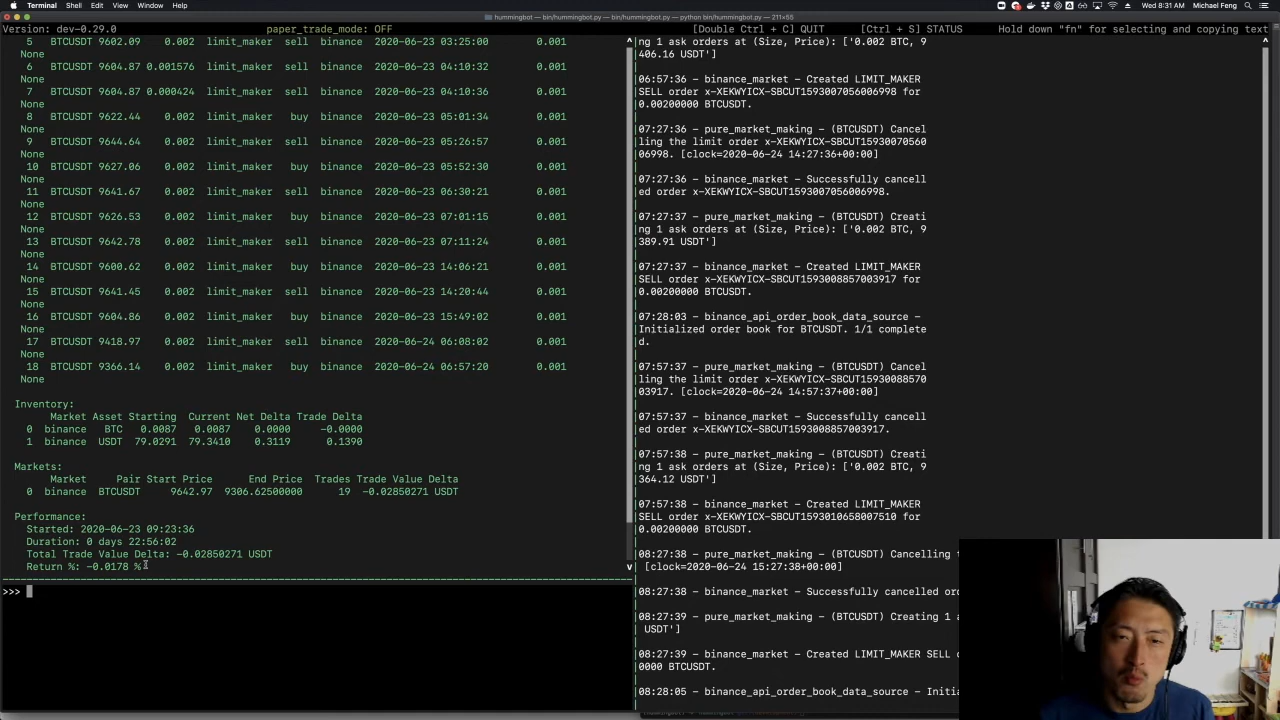 Terminal Shell Edit View Window Help
Wed 8:31 AM Michael Feng
hummingbot — bin/hummingbot.py — bin/hummingbot.py — python bin/hummingbot.py — 211×55
Version: dev-0.29.0 paper_trade_mode: OFF [Double Ctrl + C] QUIT [Ctrl + S] STATUS Hold down "fn" for selecting and copying text
5 BTCUSDT 9602.09 0.002 limit_maker sell binance 2020-06-23 03:25:00 0.001
None
6 BTCUSDT 9604.87 0.001576 limit_maker sell binance 2020-06-23 04:10:32 0.001
None
7 BTCUSDT 9604.87 0.000424 limit_maker sell binance 2020-06-23 04:10:36 0.001
None
8 BTCUSDT 9622.44 0.002 limit_maker buy binance 2020-06-23 05:01:34 0.001
None
9 BTCUSDT 9644.64 0.002 limit_maker sell binance 2020-06-23 05:26:57 0.001
None
10 BTCUSDT 9627.06 0.002 limit_maker buy binance 2020-06-23 05:52:30 0.001
None
11 BTCUSDT 9641.67 0.002 limit_maker sell binance 2020-06-23 06:30:21 0.001
None
12 BTCUSDT 9626.53 0.002 limit_maker buy binance 2020-06-23 07:01:15 0.001
None
13 BTCUSDT 9642.78 0.002 limit_maker sell binance 2020-06-23 07:11:24 0.001
None
14 BTCUSDT 9600.62 0.002 limit_maker buy binance 2020-06-23 14:06:21 0.001
None
15 BTCUSDT 9641.45 0.002 limit_maker sell binance 2020-06-23 14:20:44 0.001
None
16 BTCUSDT 9604.86 0.002 limit_maker buy binance 2020-06-23 15:49:02 0.001
None
17 BTCUSDT 9418.97 0.002 limit_maker sell binance 2020-06-24 06:08:02 0.001
None
18 BTCUSDT 9366.14 0.002 limit_maker buy binance 2020-06-24 06:57:20 0.001
None
Inventory:
Market Asset Starting Current Net Delta Trade Delta
0 binance BTC 0.0087 0.0087 0.0000 -0.0000
1 binance USDT 79.0291 79.3410 0.3119 0.1390
Markets:
Market Pair Start Price End Price Trades Trade Value Delta
0 binance BTCUSDT 9642.97 9306.62500000 19 -0.02850271 USDT
Performance:
Started: 2020-06-23 09:23:36
Duration: 0 days 22:56:02
Total Trade Value Delta: -0.02850271 USDT
Return %: -0.0178 %
>>>
ng 1 ask orders at (Size, Price): ['0.002 BTC, 9
406.16 USDT']
06:57:36 - binance_market - Created LIMIT_MAKER
SELL order x-XEKWYICX-SBCUT1593007056006998 for
0.00200000 BTCUSDT.
07:27:36 - pure_market_making - (BTCUSDT) Cancel
ling the limit order x-XEKWYICX-SBCUT15930070560
06998. [clock=2020-06-24 14:27:36+00:00]
07:27:36 - binance_market - Successfully cancell
ed order x-XEKWYICX-SBCUT1593007056006998.
07:27:37 - pure_market_making - (BTCUSDT) Creati
ng 1 ask orders at (Size, Price): ['0.002 BTC, 9
389.91 USDT']
07:27:37 - binance_market - Created LIMIT_MAKER
SELL order x-XEKWYICX-SBCUT1593008857003917 for
0.00200000 BTCUSDT.
07:28:03 - binance_api_order_book_data_source -
Initialized order book for BTCUSDT. 1/1 complete
d.
07:57:37 - pure_market_making - (BTCUSDT) Cancel
ling the limit order x-XEKWYICX-SBCUT15930088570
03917. [clock=2020-06-24 14:57:37+00:00]
07:57:37 - binance_market - Successfully cancell
ed order x-XEKWYICX-SBCUT1593008857003917.
07:57:38 - pure_market_making - (BTCUSDT) Creati
ng 1 ask orders at (Size, Price): ['0.002 BTC, 9
364.12 USDT']
07:57:38 - binance_market - Created LIMIT_MAKER
SELL order x-XEKWYICX-SBCUT1593010658007510 for
0.00200000 BTCUSDT.
08:27:38 - pure_market_making - (BTCUSDT) Cancelling
[clock=2020-06-24 15:27:38+00:00]
08:27:38 - binance_market - Successfully cancelled
08:27:39 - pure_market_making - (BTCUSDT) Creating 1
USDT']
08:27:39 - binance_market - Created LIMIT_MAKER SELL
0000 BTCUSDT.
08:28:05 - binance_api_order_book_data_source -